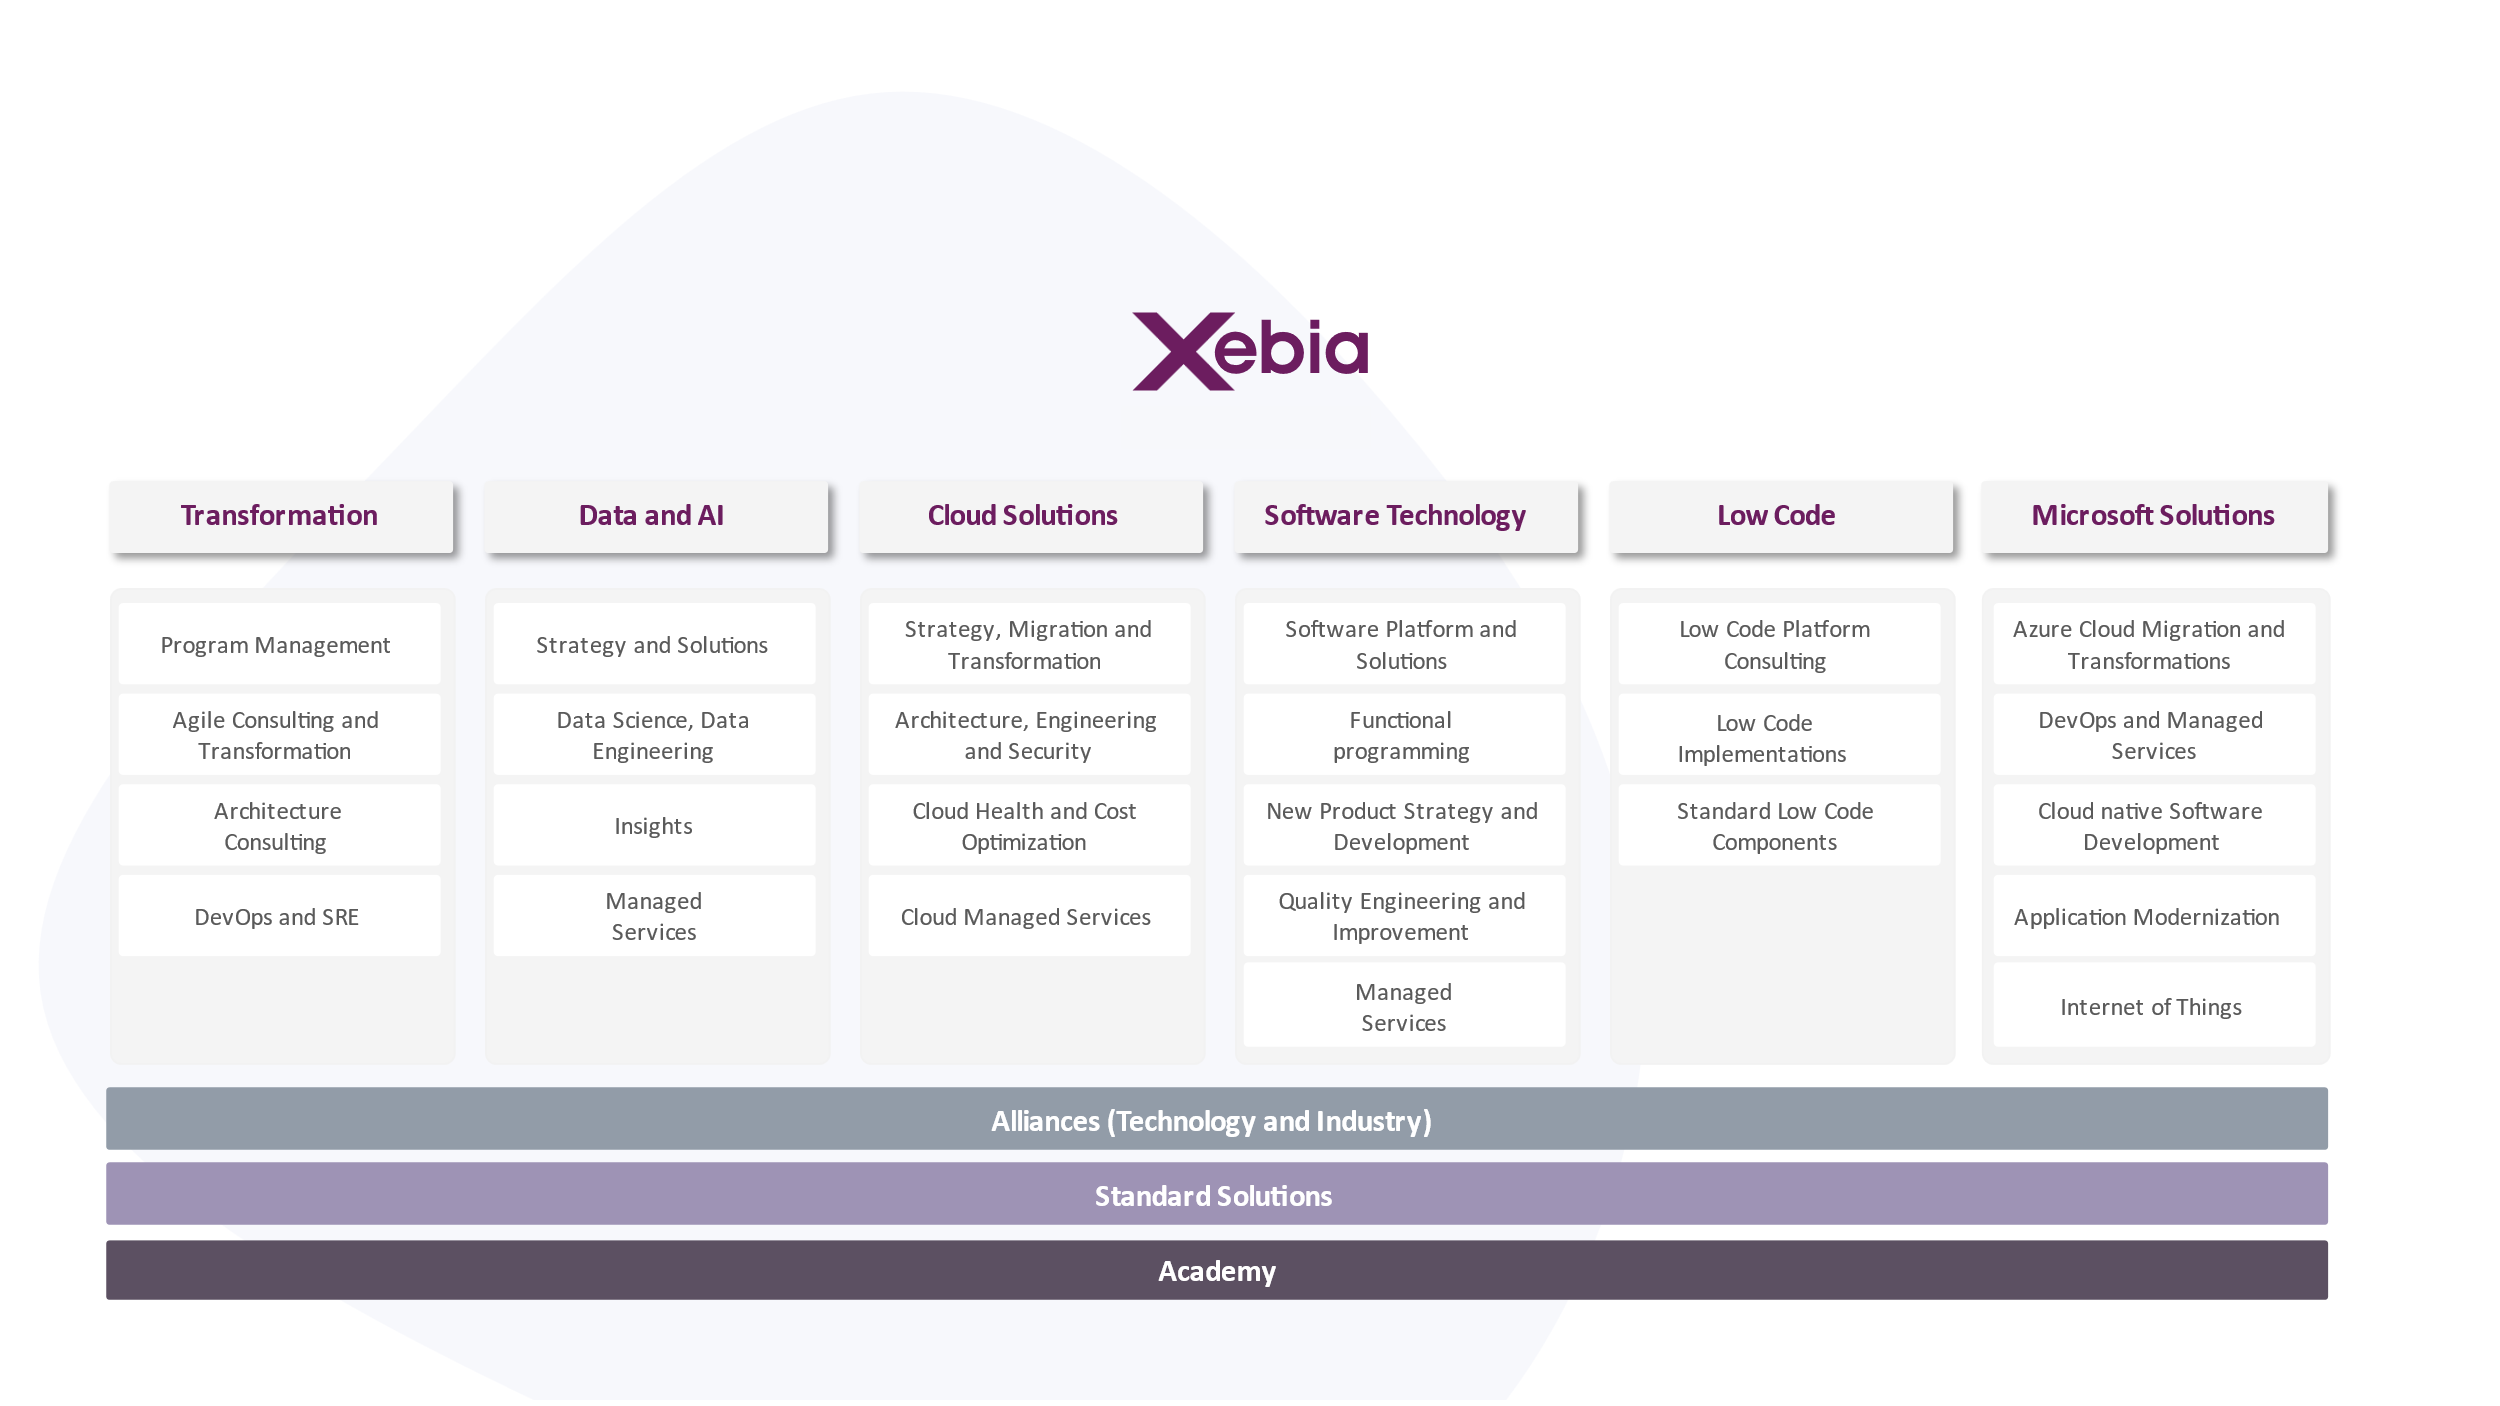 Xebia
Transformation
Data and AI
Cloud Solutions
Software Technology
Low Code
Microsoft Solutions
Program Management
Agile Consulting and
Transformation
Architecture
Consulting
DevOps and SRE
Strategy and Solutions
Data Science, Data
Engineering
Insights
Managed
Services
Strategy, Migration and
Transformation
Architecture, Engineering
and Security
Cloud Health and Cost
Optimization
Cloud Managed Services
Software Platform and
Solutions
Functional
programming
New Product Strategy and
Development
Quality Engineering and
Improvement
Managed
Services
Low Code Platform
Consulting
Low Code
Implementations
Standard Low Code
Components
Azure Cloud Migration and
Transformations
DevOps and Managed
Services
Cloud native Software
Development
Application Modernization
Internet of Things
Alliances (Technology and Industry)
Standard Solutions
Academy